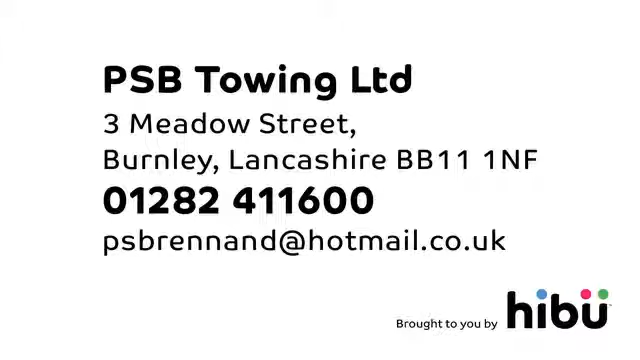 PSB Towing Ltd
3 Meadow Street,
Burnley, Lancashire BB11 1NF
01282 411600
psbrennand@hotmail.co.uk
Brought to you by hibü